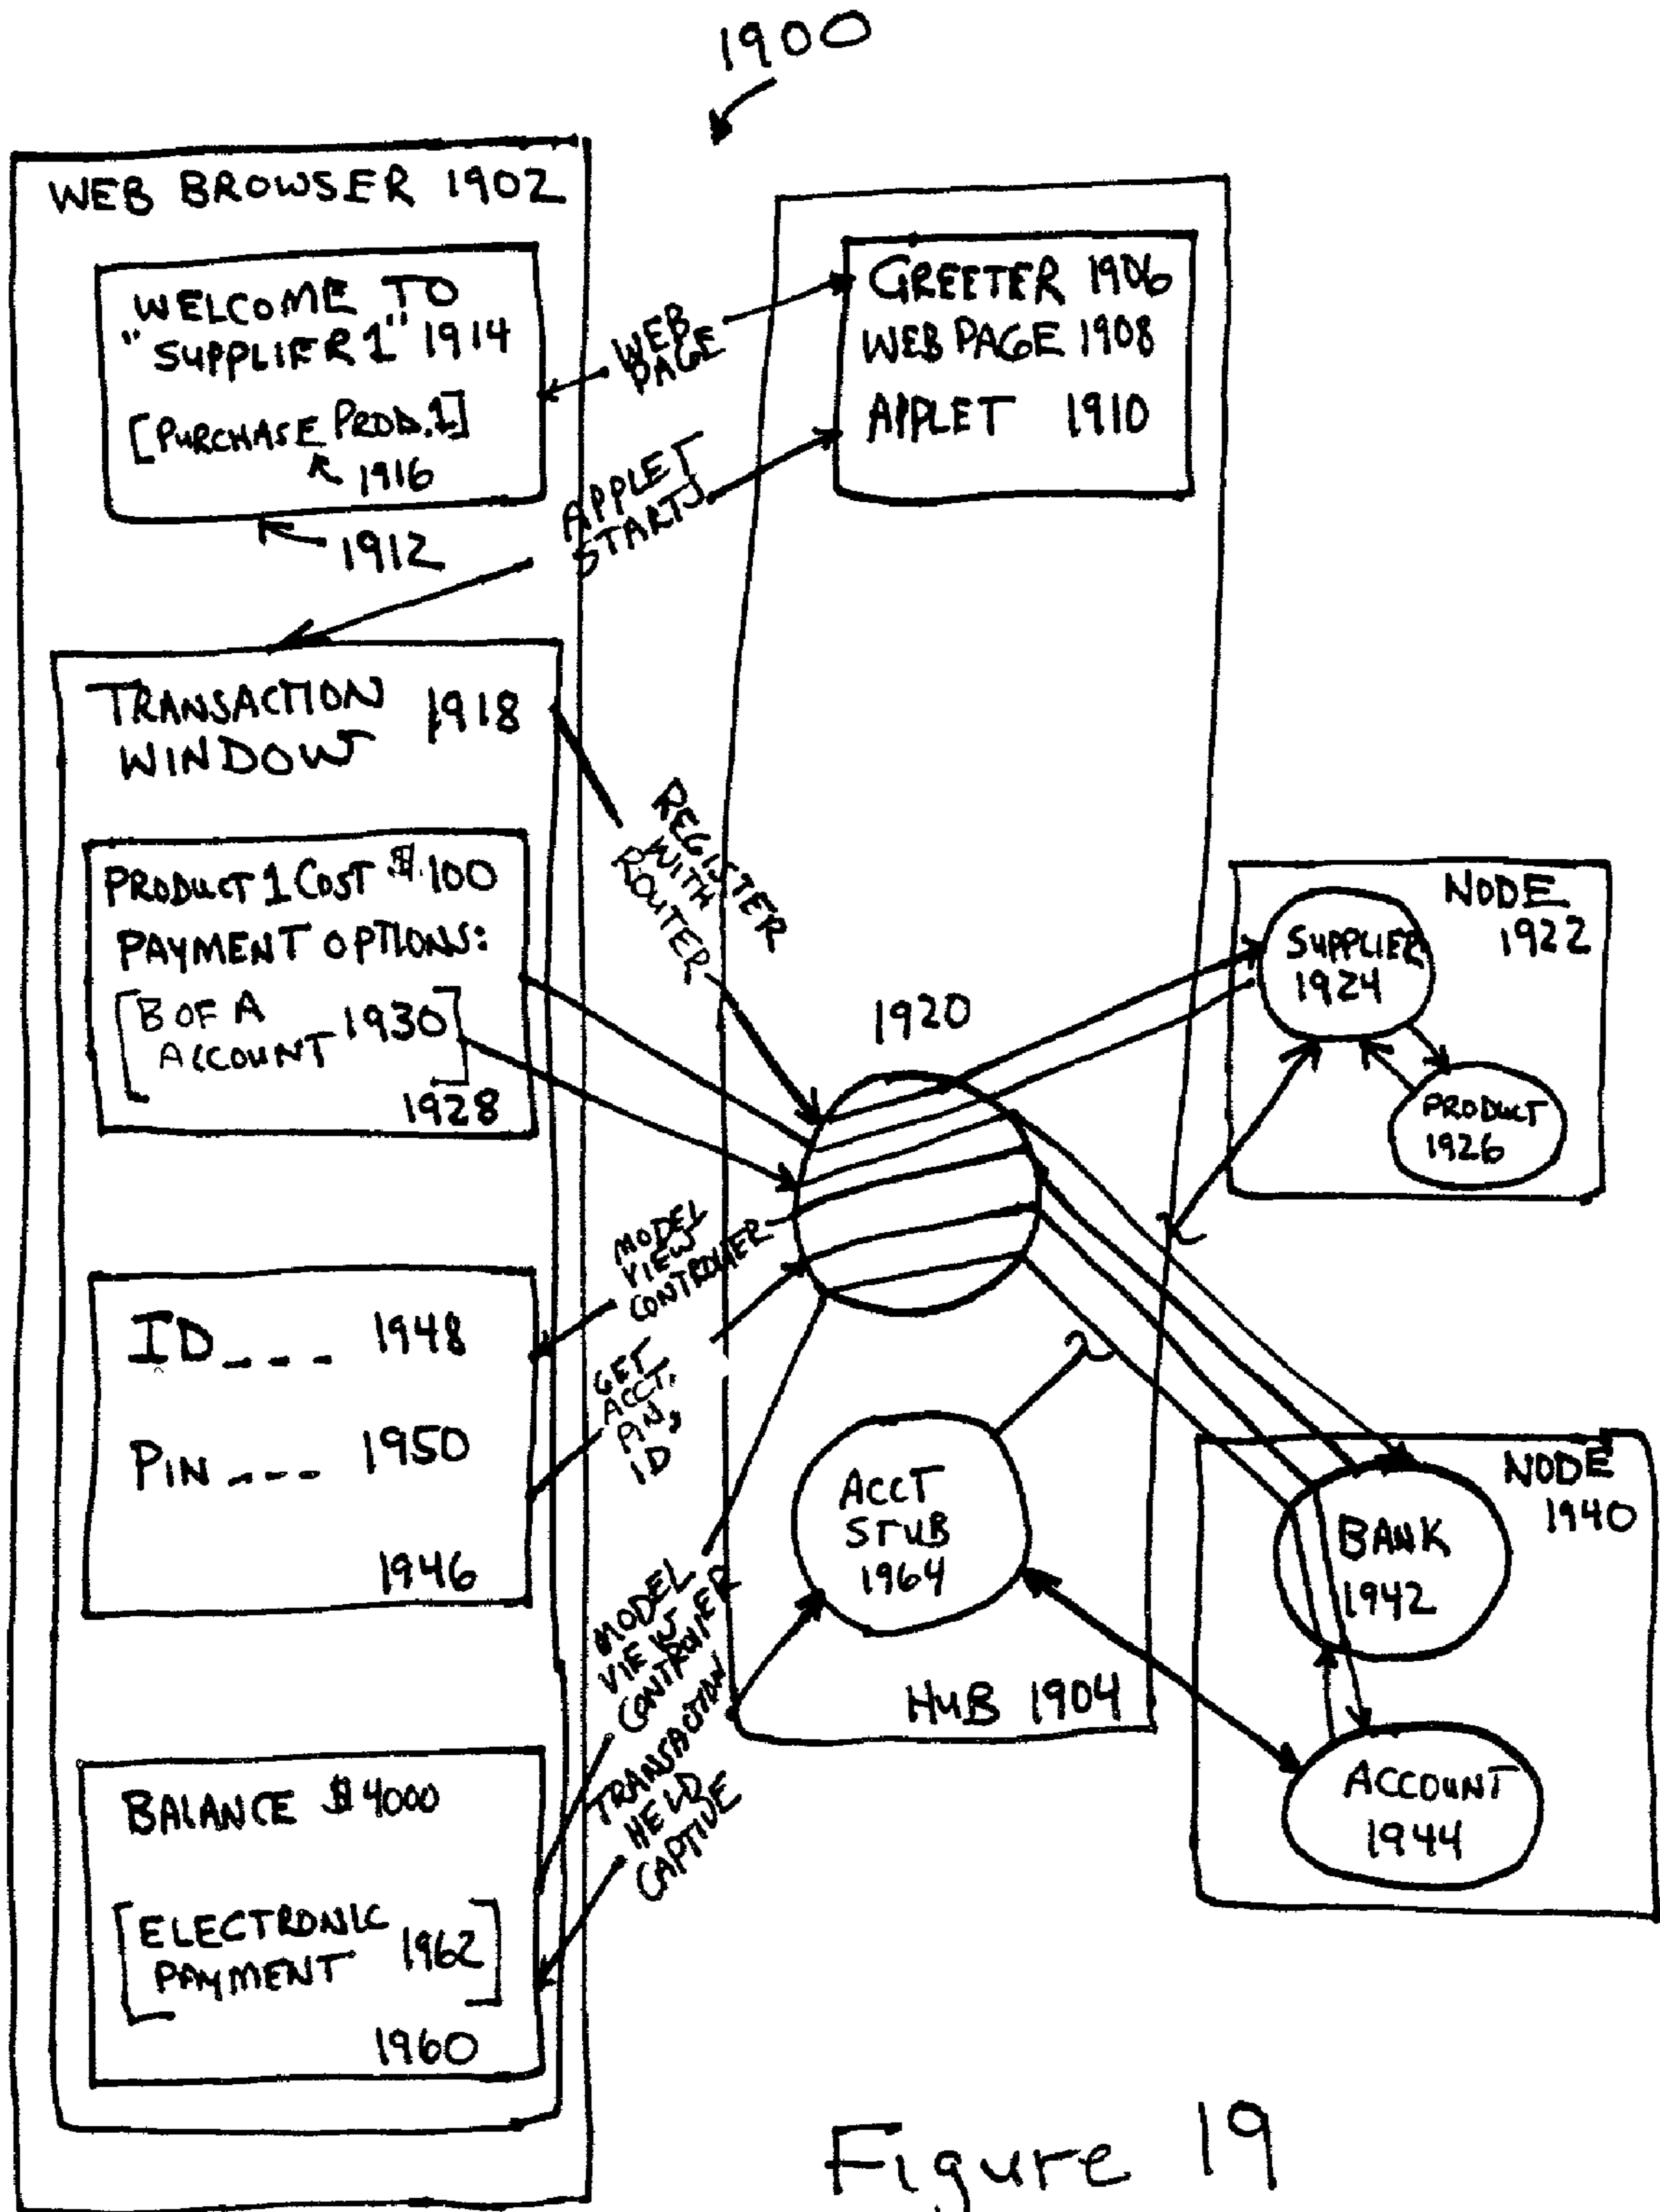 1900
WEB BROWSER 1902
WELCOME TO
"SUPPLIER 1" 1914
[PURCHASE PROD. 1]
1916
1912
WEB
PAGE
GREETER 1906
WEB PAGE 1908
APPLET 1910
APPLET
STARTS
TRANSACTION 1918
WINDOW
REGISTER
WITH
ROUTER
PRODUCT 1 COST $.100
PAYMENT OPTIONS:
[B OF A
ACCOUNT 1930]
1928
1920
NODE
1922
SUPPLIER
1924
PRODUCT
1926
MODEL
VIEW
CONTROLLER
ID _ _ _ 1948
PIN _ _ _ 1950
1946
GET
ACCT,
PIN,
ID
ACCT
STUB
1964
HUB 1904
NODE
1940
BANK
1942
ACCOUNT
1944
MODEL
VIEW
CONTROLLER
TRANSACTION
HELD
CAPTIVE
BALANCE $4000
[ELECTRONIC
PAYMENT 1962]
1960
Figure 19